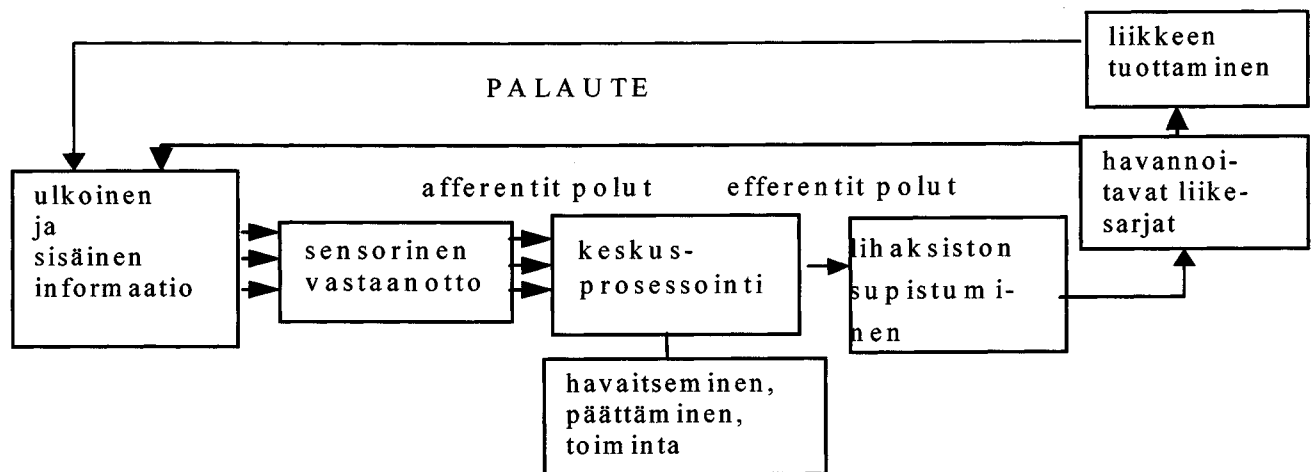 liikkeen
tuottaminen
PALAUTE
havannoi-
tavat liike-
sarjat
afferentit polut
efferentit polut
ulkoinen
ja
sisäinen
informaatio
sensorinen
vastaanotto
keskus-
prosessointi
lihaksiston
supistumi-
nen
havaitseminen,
päättäminen,
toiminta